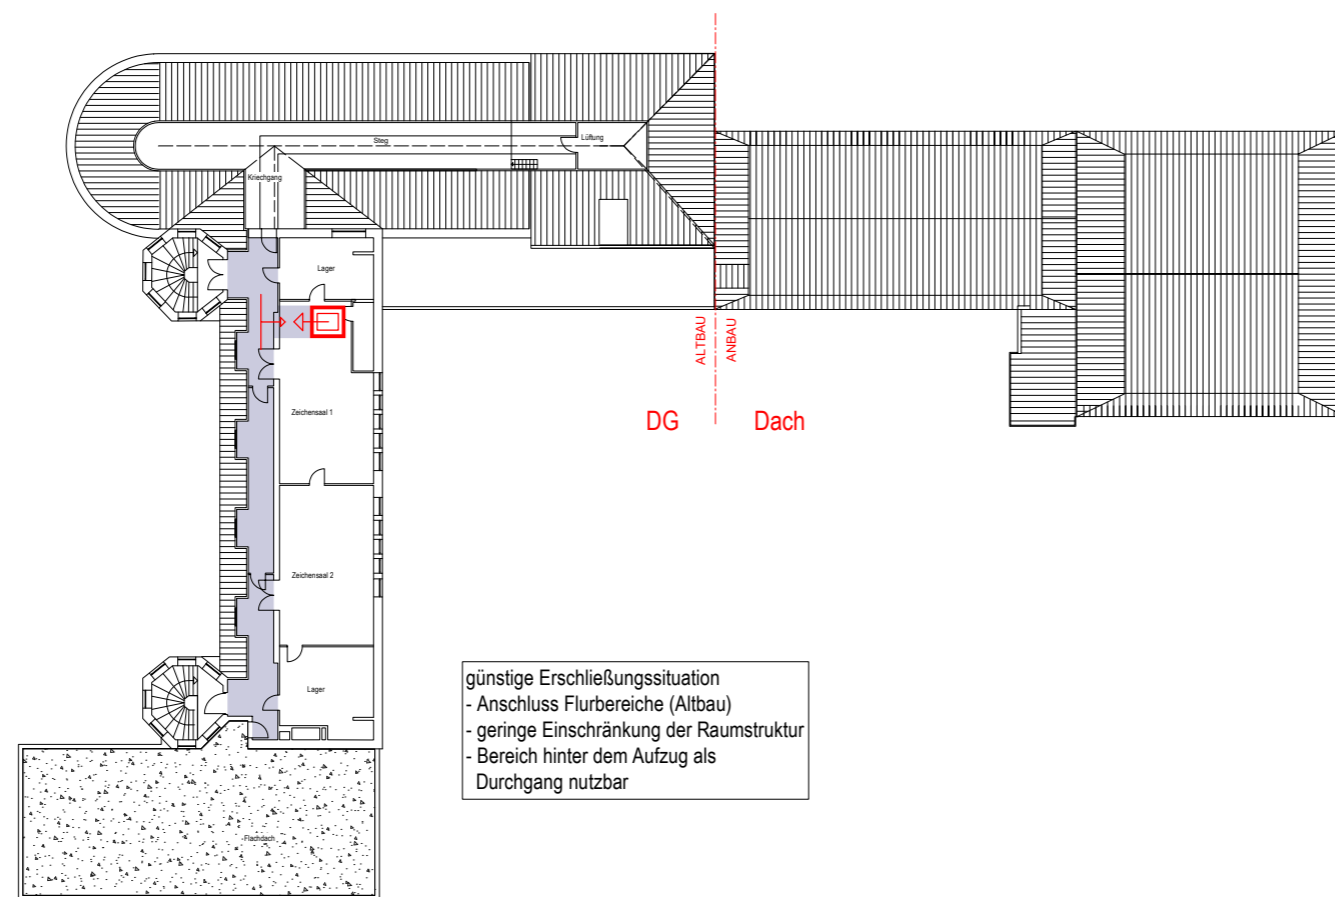 Steg
Lüftung
Kriechgang
Lager
ALTBAU
ANBAU
DG
Dach
Zeichensaal 1
Zeichensaal 2
Lager
günstige Erschließungssituation
- Anschluss Flurbereiche (Altbau)
- geringe Einschränkung der Raumstruktur
- Bereich hinter dem Aufzug als
Durchgang nutzbar
Flachdach